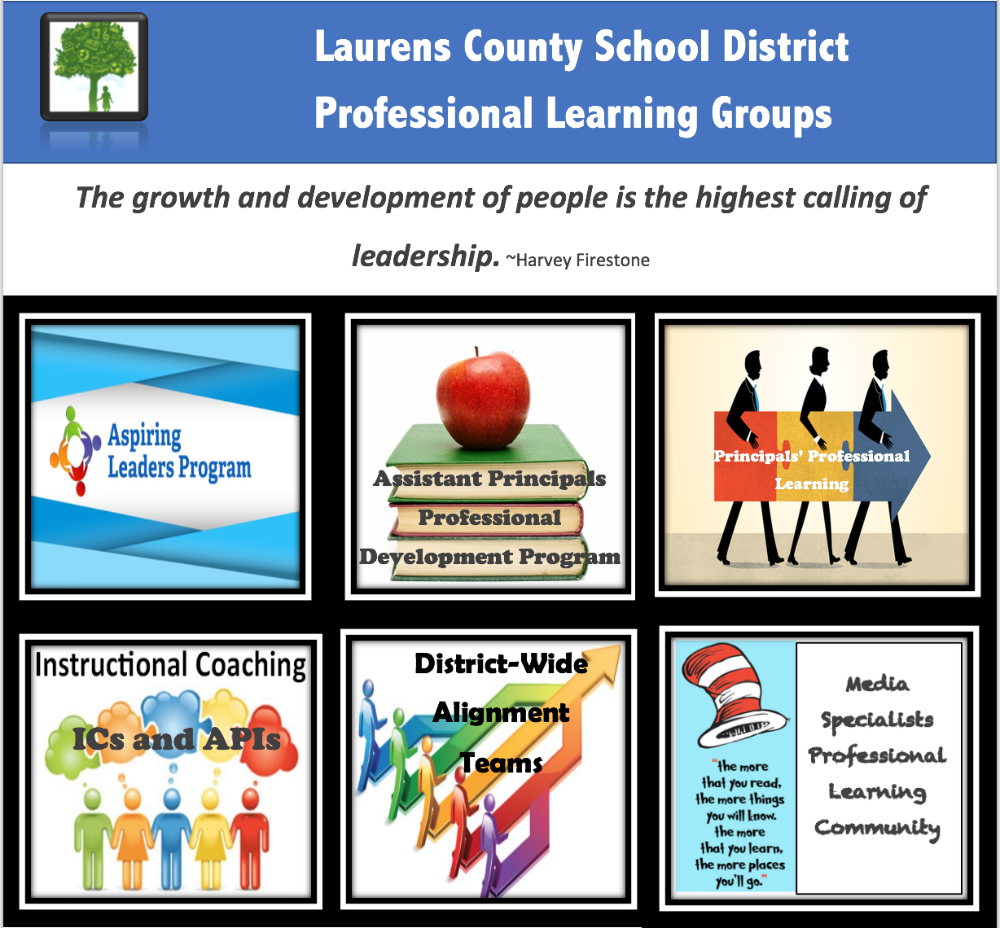 Laurens County School District
Professional Learning Groups
The growth and development of people is the highest calling of
leadership. ~Harvey Firestone
Aspiring
Leaders Program
Assistant Principals
Professional
Development Program
Principals’ Professional
Learning
Instructional Coaching
ICs and APIs
District-Wide
Alignment
Teams
"the more
that you read,
the more things
you will know.
the more
that you learn,
the more places
you'll go."
Media
Specialists
Professional
Learning
Community